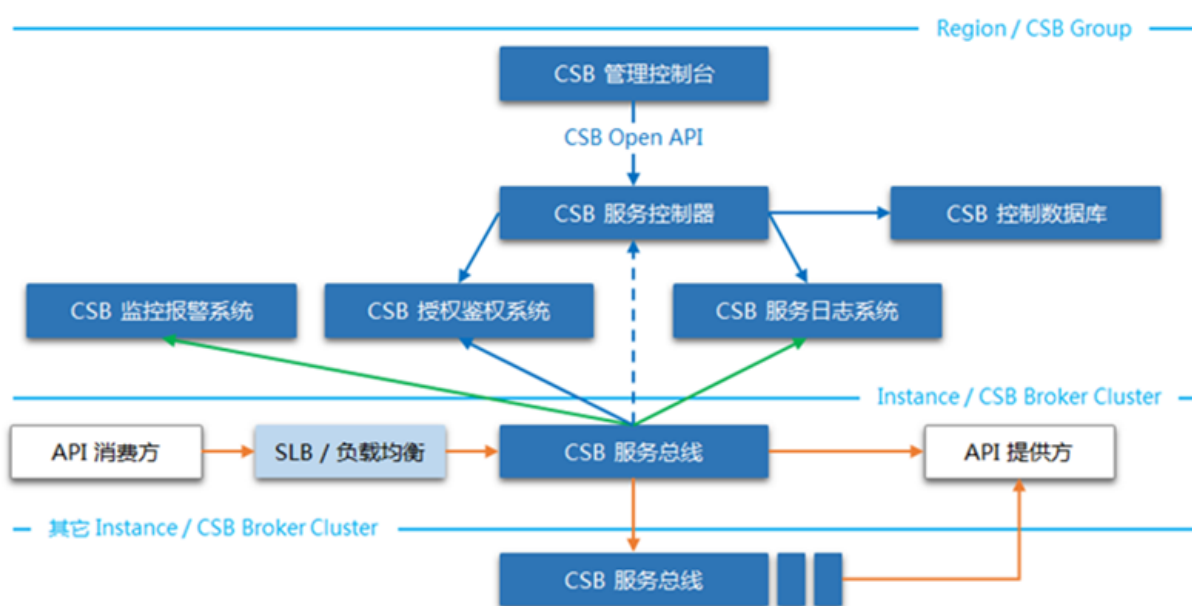 Region / CSB Group
CSB 管理控制台
CSB Open API
CSB 服务控制器
CSB 控制数据库
CSB 监控报警系统
CSB 授权鉴权系统
CSB 服务日志系统
Instance / CSB Broker Cluster
API 消费方
SLB / 负载均衡
CSB 服务总线
API 提供方
其它 Instance / CSB Broker Cluster
CSB 服务总线